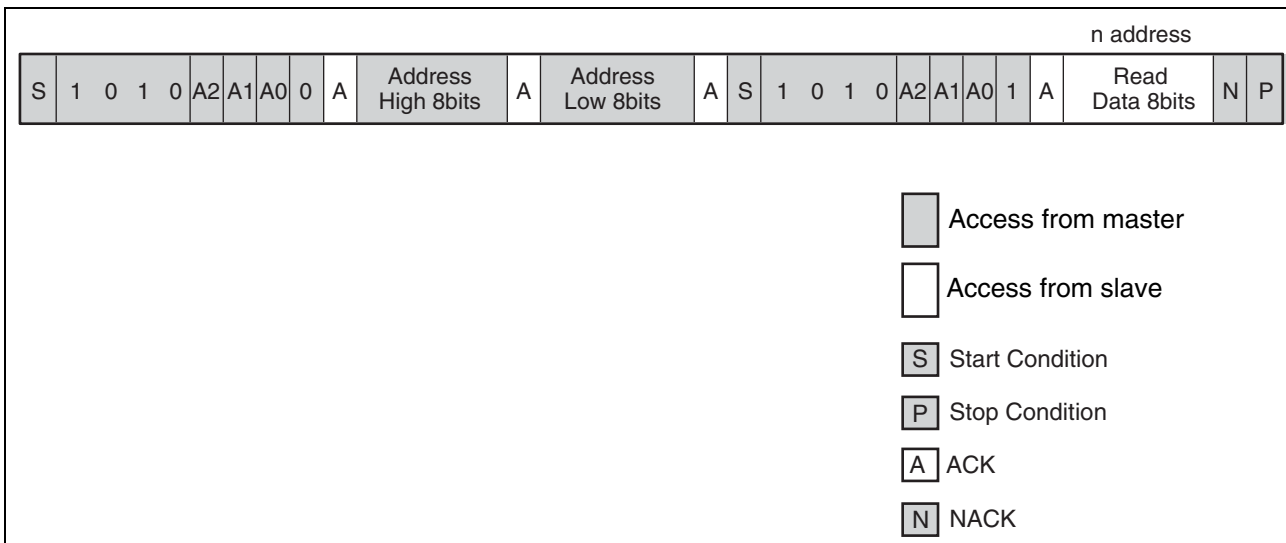 n address
S 1 0 1 0 A2 A1 A0 0 A Address High 8bits A Address Low 8bits A S 1 0 1 0 A2 A1 A0 1 A Read Data 8bits N P
Access from master
Access from slave
S Start Condition
P Stop Condition
A ACK
N NACK